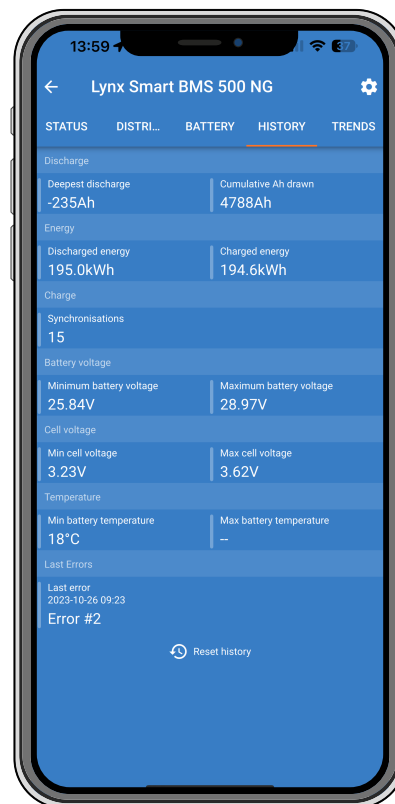 13:59
37
Lynx Smart BMS 500 NG
STATUS DISTRI... BATTERY HISTORY TRENDS
Discharge
Deepest discharge Cumulative Ah drawn
-235Ah 4788Ah
Energy
Discharged energy Charged energy
195.0kWh 194.6kWh
Charge
Synchronisations
15
Battery voltage
Minimum battery voltage Maximum battery voltage
25.84V 28.97V
Cell voltage
Min cell voltage Max cell voltage
3.23V 3.62V
Temperature
Min battery temperature Max battery temperature
18°C --
Last Errors
Last error
2023-10-26 09:23
Error #2
Reset history